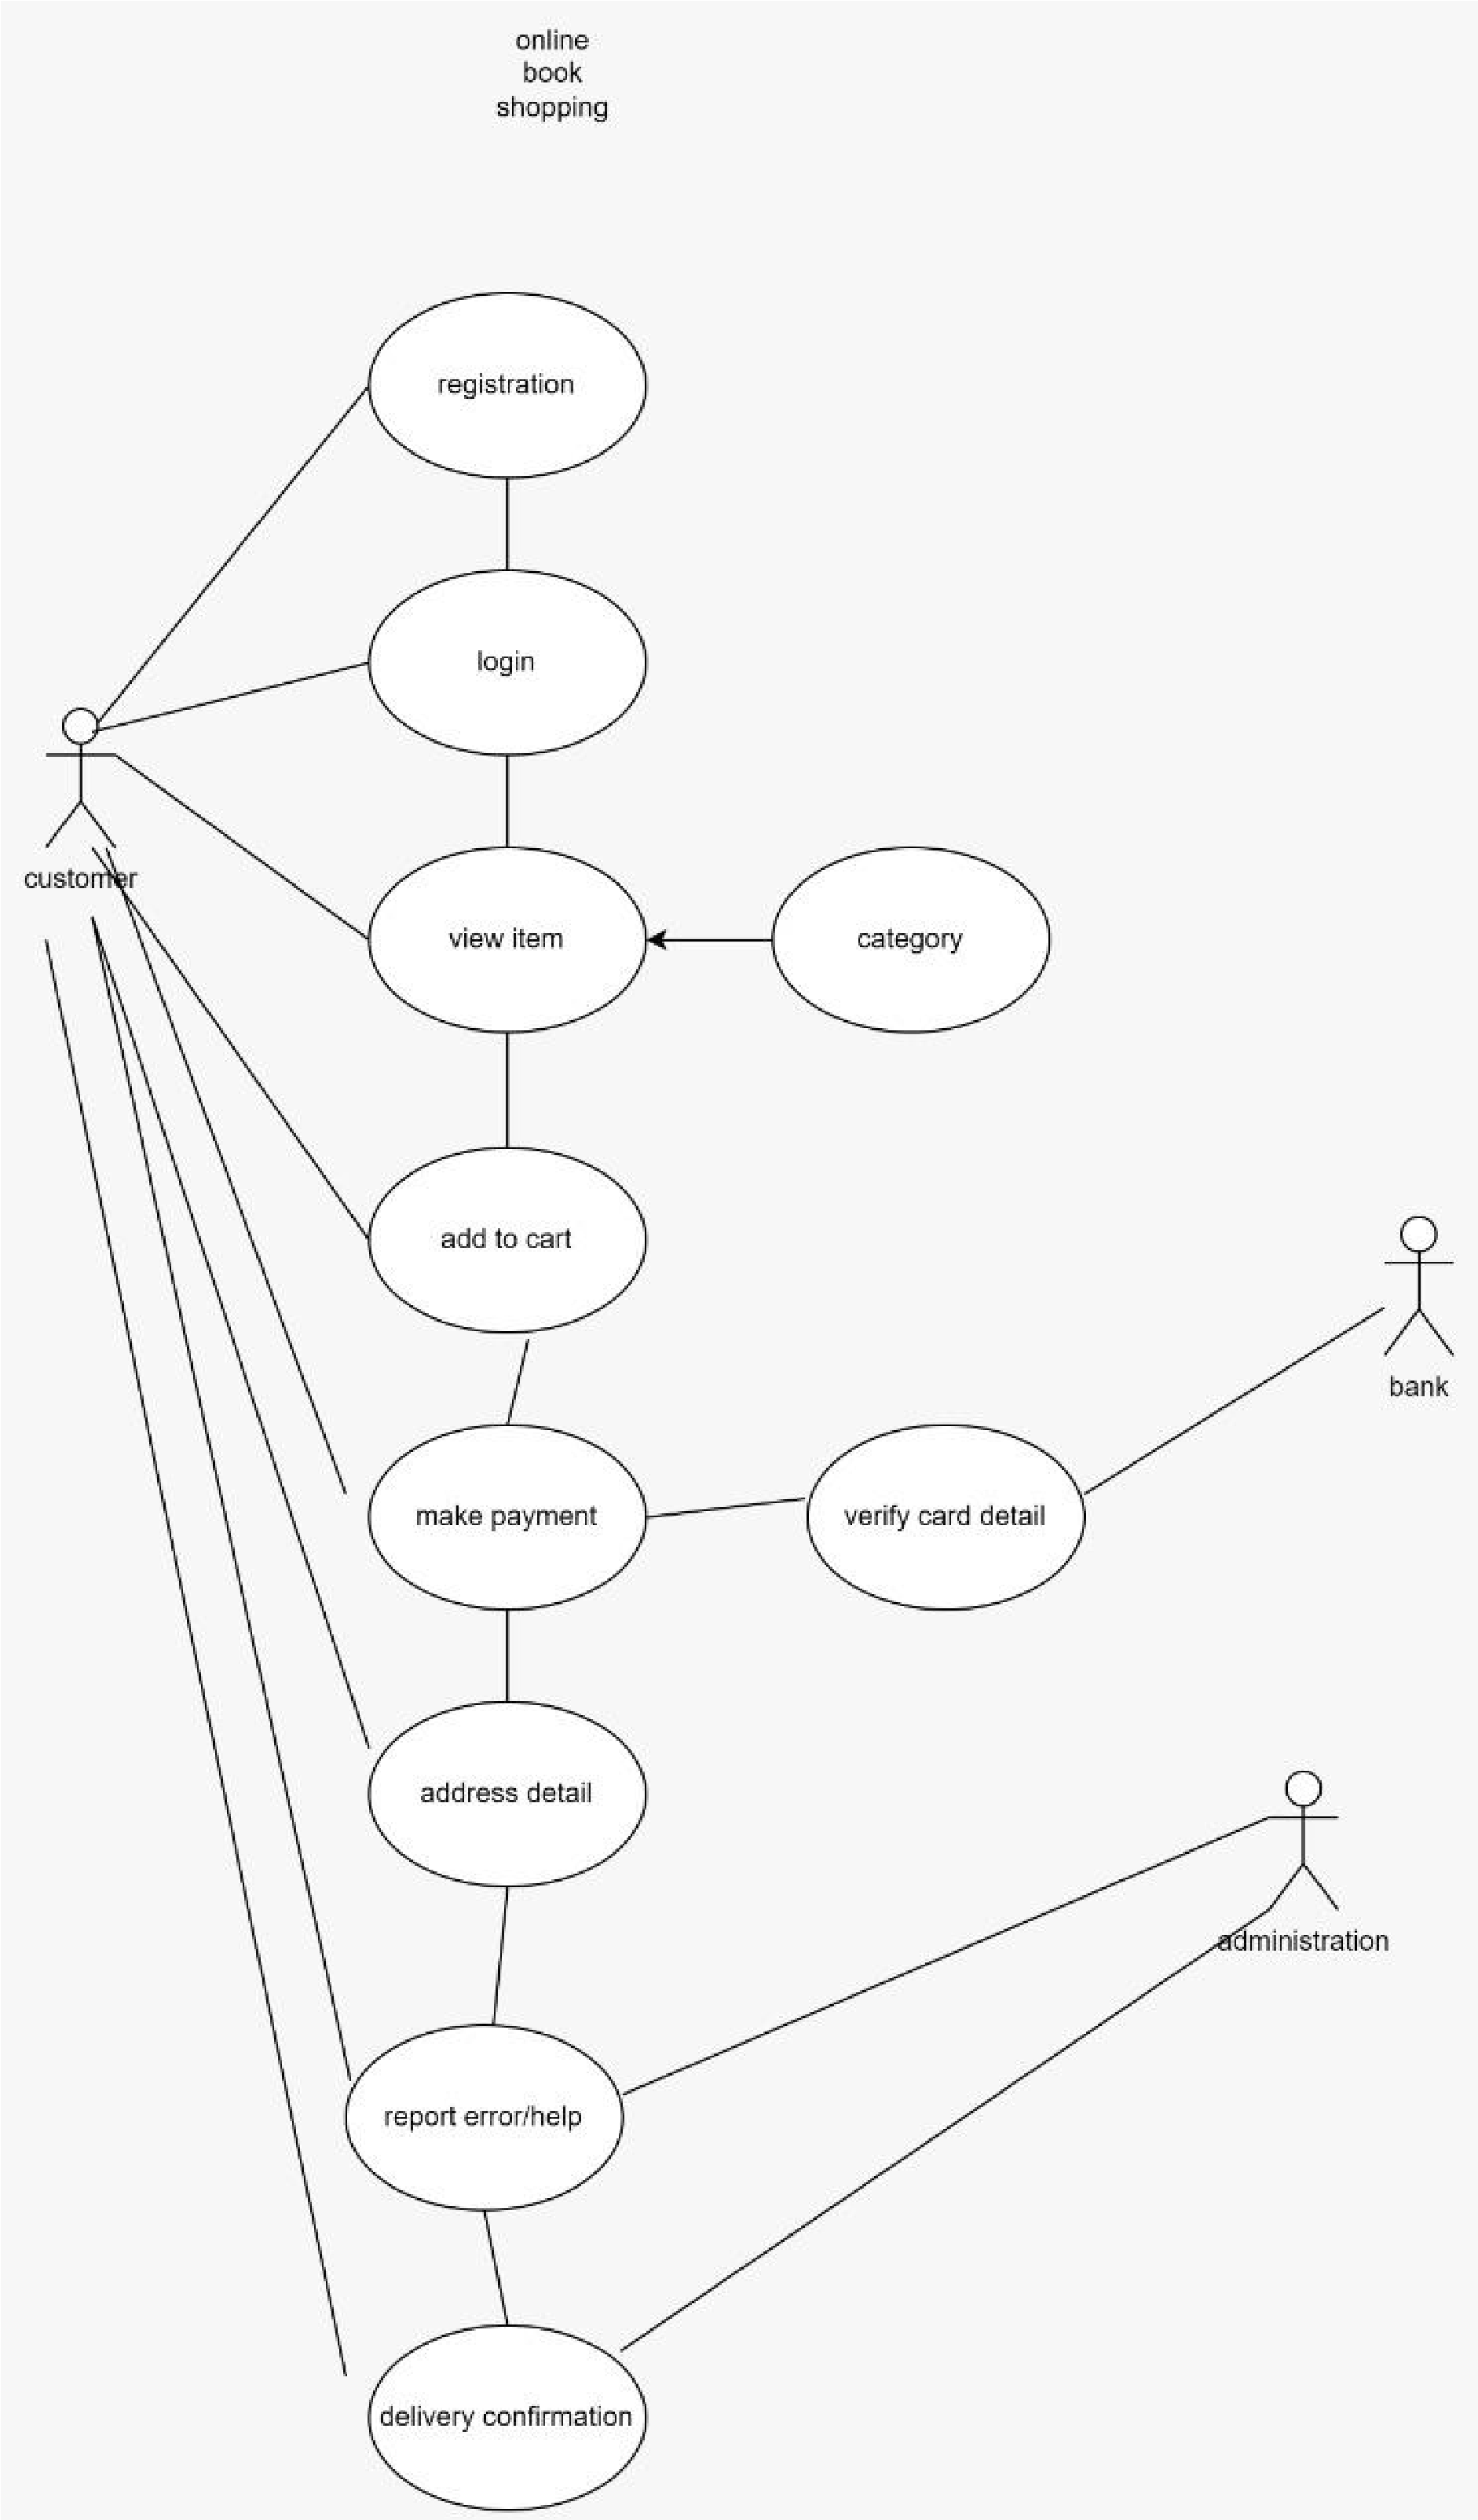 online
book
shopping
registration
login
customer
view item
category
add to cart
bank
make payment
verify card detail
address detail
administration
report error/help
delivery confirmation